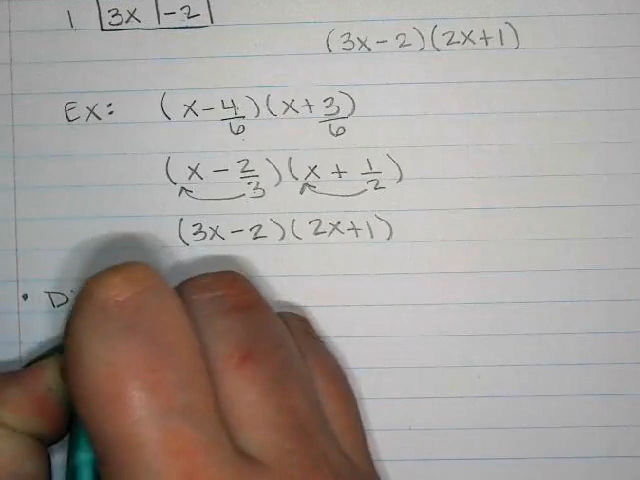 1 3x -2
(3x-2)(2x+1)
Ex: (x-4/6)(x+3/6)
(x-2/3)(x+1/2)
(3x-2)(2x+1)